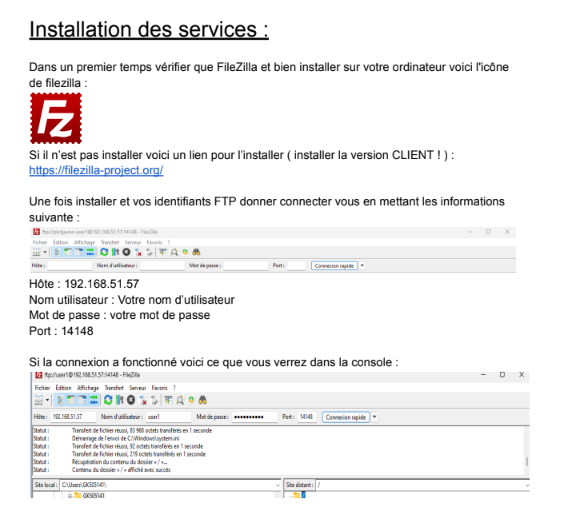 Installation des services :
Dans un premier temps vérifier que FileZilla et bien installer sur votre ordinateur voici l'icône
de filezilla :
Fz
Si il n'est pas installer voici un lien pour l'installer ( installer la version CLIENT ! ) :
https://filezilla-project.org/
Une fois installer et vos identifiants FTP donner connecter vous en mettant les informations
suivante :
192.168.51.57:14148 - FileZilla
Fichier Édition Affichage Transfert Serveur Favoris ?
Hôte : Nom d'utilisateur : Mot de passe : Port : Connexion rapide
Hôte : 192.168.51.57
Nom utilisateur : Votre nom d'utilisateur
Mot de passe : votre mot de passe
Port : 14148
Si la connexion a fonctionné voici ce que vous verrez dans la console :
ftp://user1@192.168.51.57:14148 - FileZilla
Fichier Édition Affichage Transfert Serveur Favoris ?
Hôte : 192.168.51.57 Nom d'utilisateur : user1 Mot de passe : •••••••••• Port : 14148 Connexion rapide
Statut : Transfert de fichier réussi, 83 988 octets transférés en 1 seconde
Statut : Démarrage de l'envoi de C:\Windows\system.ini
Statut : Transfert de fichier réussi, 92 octets transférés en 1 seconde
Statut : Transfert de fichier réussi, 219 octets transférés en 1 seconde
Statut : Récupération du contenu du dossier « / »...
Statut : Contenu du dossier « / » affiché avec succès
Site local : C:\Users\GKS05141\ Site distant : /
GKS05141 /